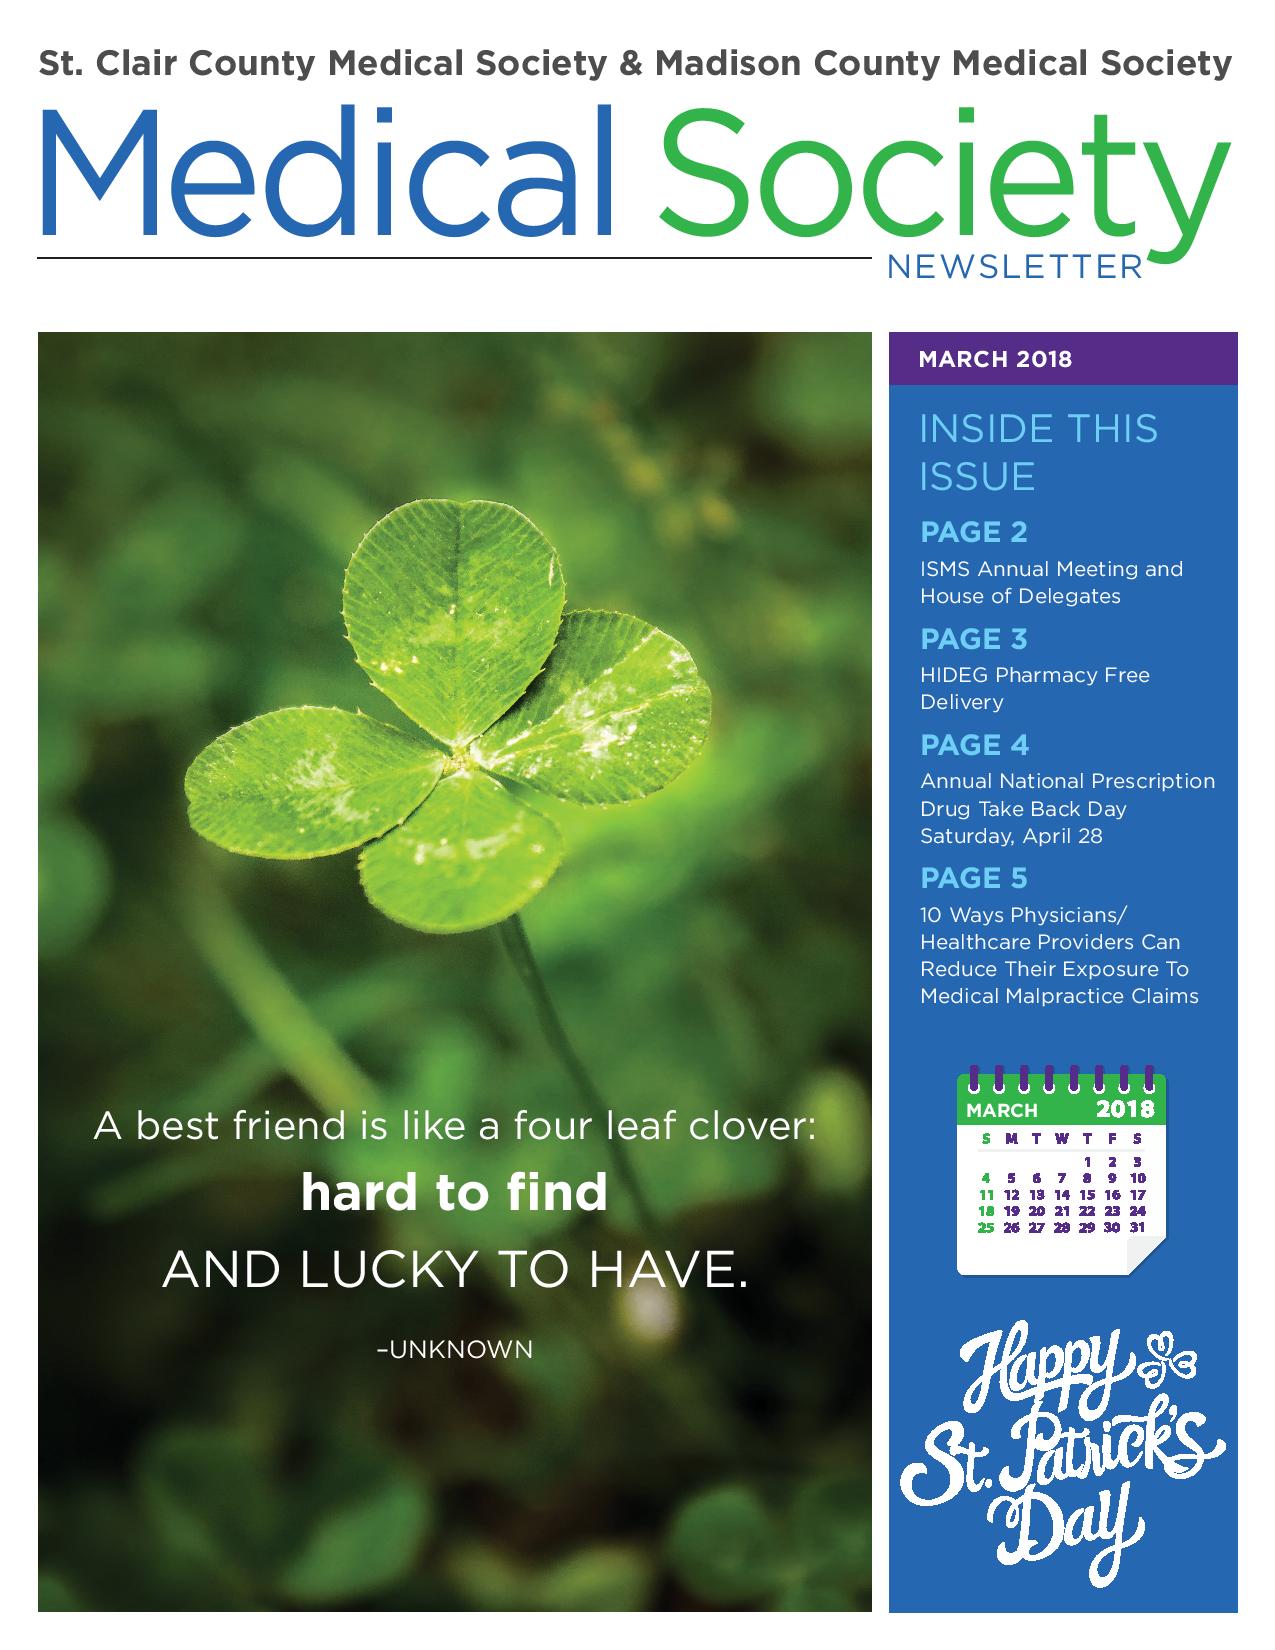 St. Clair County Medical Society & Madison County Medical Society
Medical Society
NEWSLETTER
A best friend is like a four leaf clover:
hard to find
AND LUCKY TO HAVE.
–UNKNOWN
MARCH 2018
INSIDE THIS
ISSUE
PAGE 2
ISMS Annual Meeting and
House of Delegates
PAGE 3
HIDEG Pharmacy Free
Delivery
PAGE 4
Annual National Prescription
Drug Take Back Day
Saturday, April 28
PAGE 5
10 Ways Physicians/
Healthcare Providers Can
Reduce Their Exposure To
Medical Malpractice Claims
MARCH 2018
S M T W T F S
1 2 3
4 5 6 7 8 9 10
11 12 13 14 15 16 17
18 19 20 21 22 23 24
25 26 27 28 29 30 31
Happy
St. Patrick's
Day